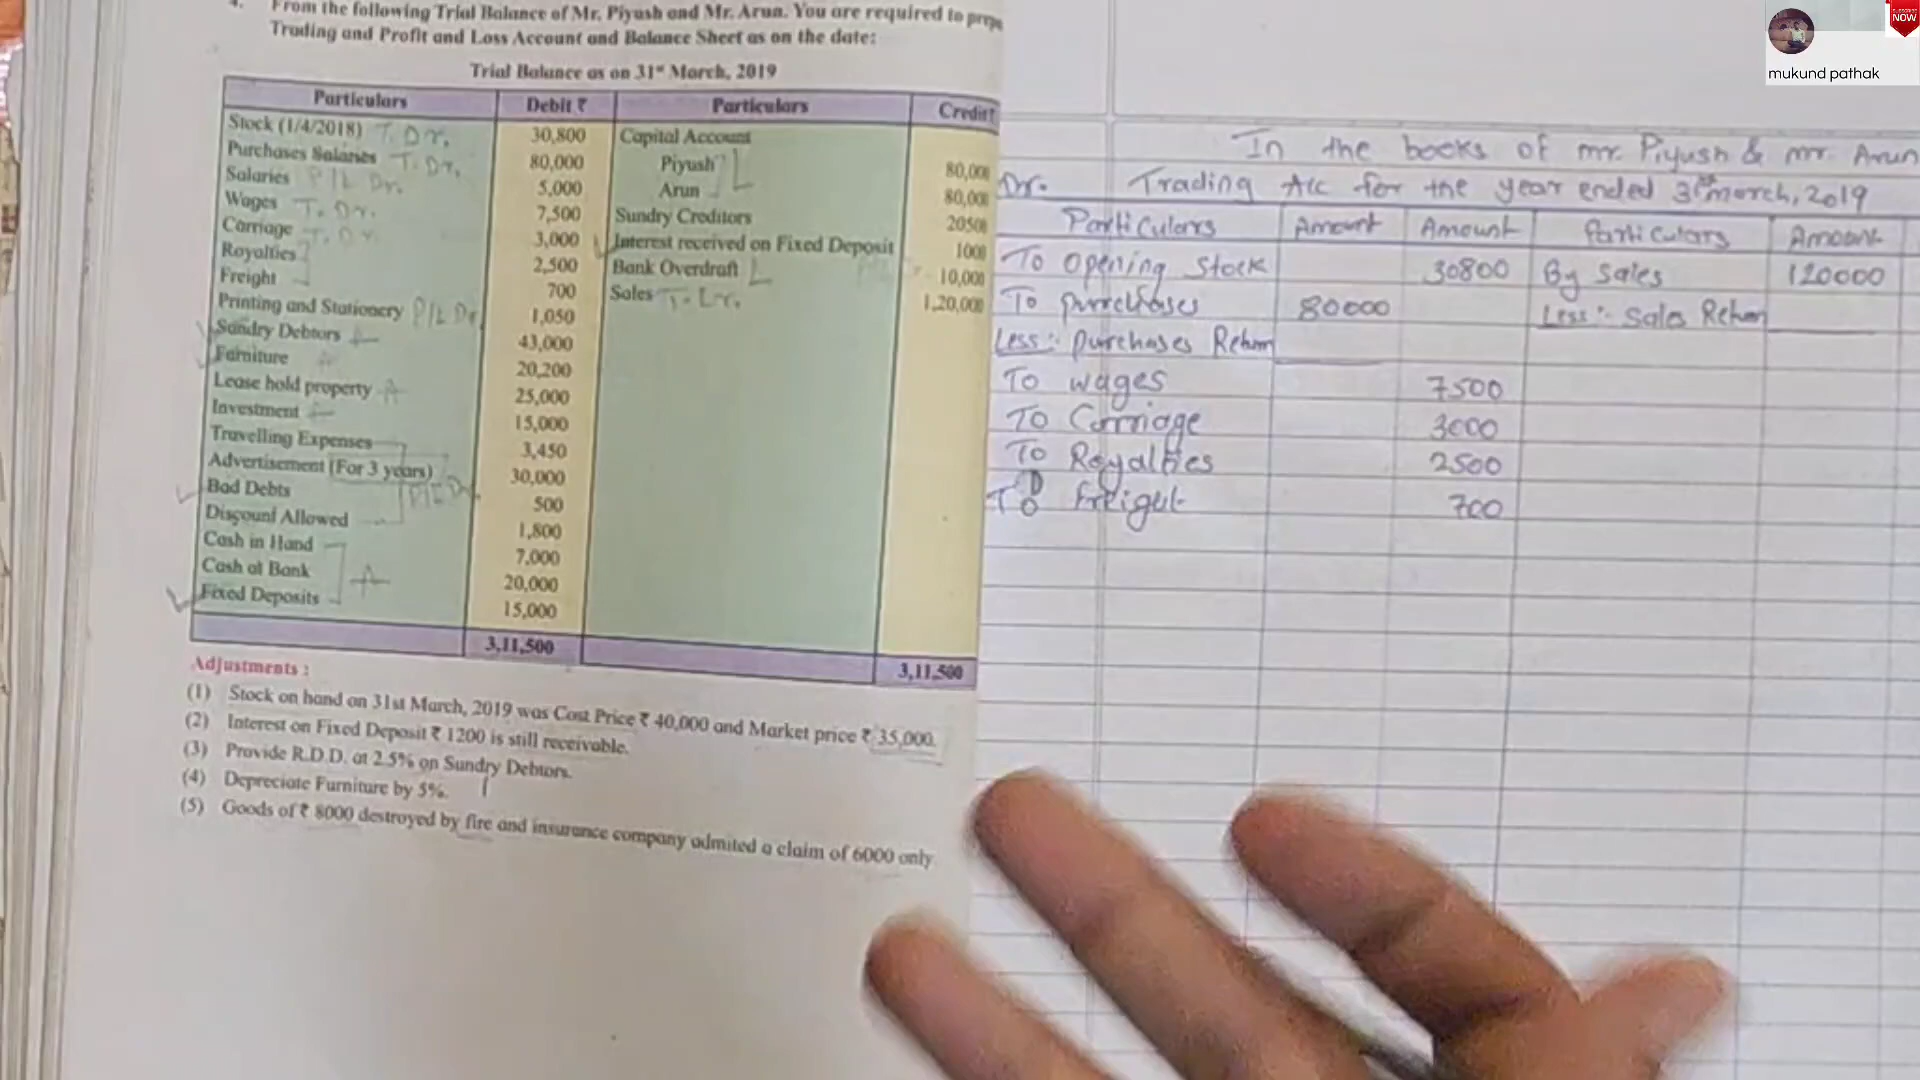 4. From the following Trial Balance of Mr. Piyush and Mr. Arun. You are required to prepa
Trading and Profit and Loss Account and Balance Sheet as on the date:
Trial Balance as on 31st March, 2019
Particulars Debit ₹ Particulars Credit ₹
Stock (1/4/2018) T. Dr. 30,800 Capital Account
Purchases Salaries T. Dr. 80,000 Piyush L 80,000
Salaries P/L Dr. 5,000 Arun 80,000
Wages T. Dr. 7,500 Sundry Creditors 20500
Carriage T. Dr. 3,000 Interest received on Fixed Deposit 1000
Royalties 2,500 Bank Overdraft L 10,000
Freight 700 Sales T. Cr. 1,20,000
Printing and Stationery P/L Dr. 1,050
Sundry Debtors A 43,000
Furniture A 20,200
Lease hold property A 25,000
Investment A 15,000
Travelling Expenses 3,450
Advertisement (For 3 years) P/L Dr. 30,000
Bad Debts 500
Discount Allowed 1,800
Cash in Hand 7,000
Cash at Bank A 20,000
Fixed Deposits 15,000
3,11,500 3,11,500
Adjustments :
(1) Stock on hand on 31st March, 2019 was Cost Price ₹ 40,000 and Market price ₹ 35,000.
(2) Interest on Fixed Deposit ₹ 1200 is still receivable.
(3) Provide R.D.D. at 2.5% on Sundry Debtors.
(4) Depreciate Furniture by 5%.
(5) Goods of ₹ 8000 destroyed by fire and insurance company admited a claim of 6000 only.
In the books of mr. Piyush & mr. Arun
Dr. Trading A/c for the year ended 31st march, 2019
Particulars Amount Amount Particulars Amount
To Opening Stock 30800 By Sales 120000
To purchases 80000 Less :- Sales Return
Less :- purchases Return
To wages 7500
To Carriage 3000
To Royalties 2500
To freight 700
mukund pathak
SUBSCRIBE
NOW